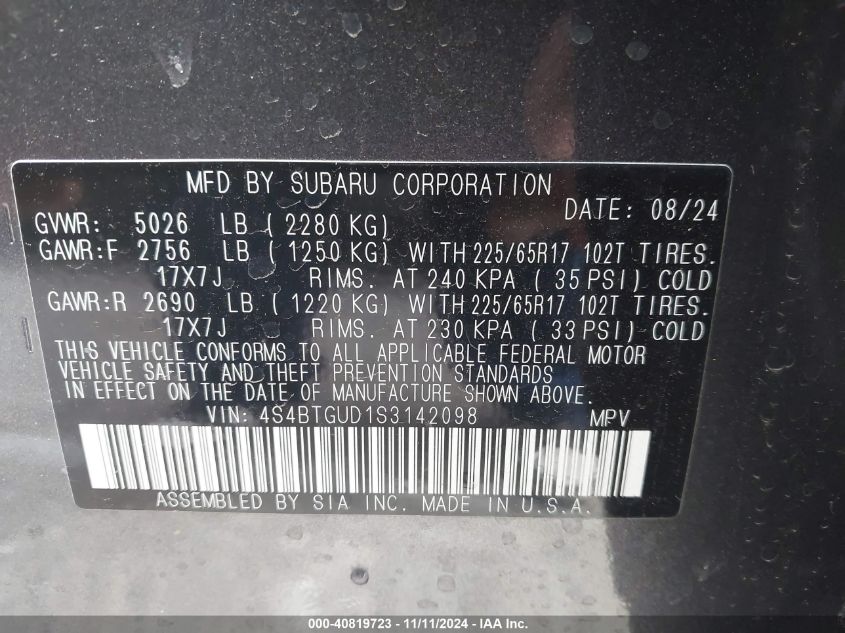 MFD BY SUBARU CORPORATION
DATE: 08/24
GVWR: 5026 LB ( 2280 KG)
GAWR:F 2756 LB ( 1250 KG) WITH 225/65R17 102T TIRES.
17X7J RIMS. AT 240 KPA ( 35 PSI) COLD
GAWR:R 2690 LB ( 1220 KG) WITH 225/65R17 102T TIRES.
17X7J RIMS. AT 230 KPA ( 33 PSI) COLD
THIS VEHICLE CONFORMS TO ALL APPLICABLE FEDERAL MOTOR
VEHICLE SAFETY AND THEFT PREVENTION STANDARDS
IN EFFECT ON THE DATE OF MANUFACTURE SHOWN ABOVE.
VIN: 4S4BTGUD1S3142098 MPV
ASSEMBLED BY SIA INC. MADE IN U.S.A.
000-40819723 - 11/11/2024 - IAA Inc.